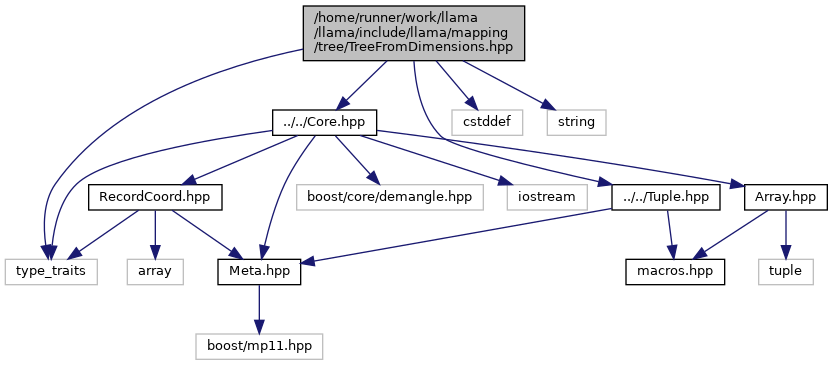 /home/runner/work/llama
/llama/include/llama/mapping
/tree/TreeFromDimensions.hpp
../../Core.hpp
cstddef
string
RecordCoord.hpp
boost/core/demangle.hpp
iostream
../../Tuple.hpp
Array.hpp
type_traits
array
Meta.hpp
macros.hpp
tuple
boost/mp11.hpp